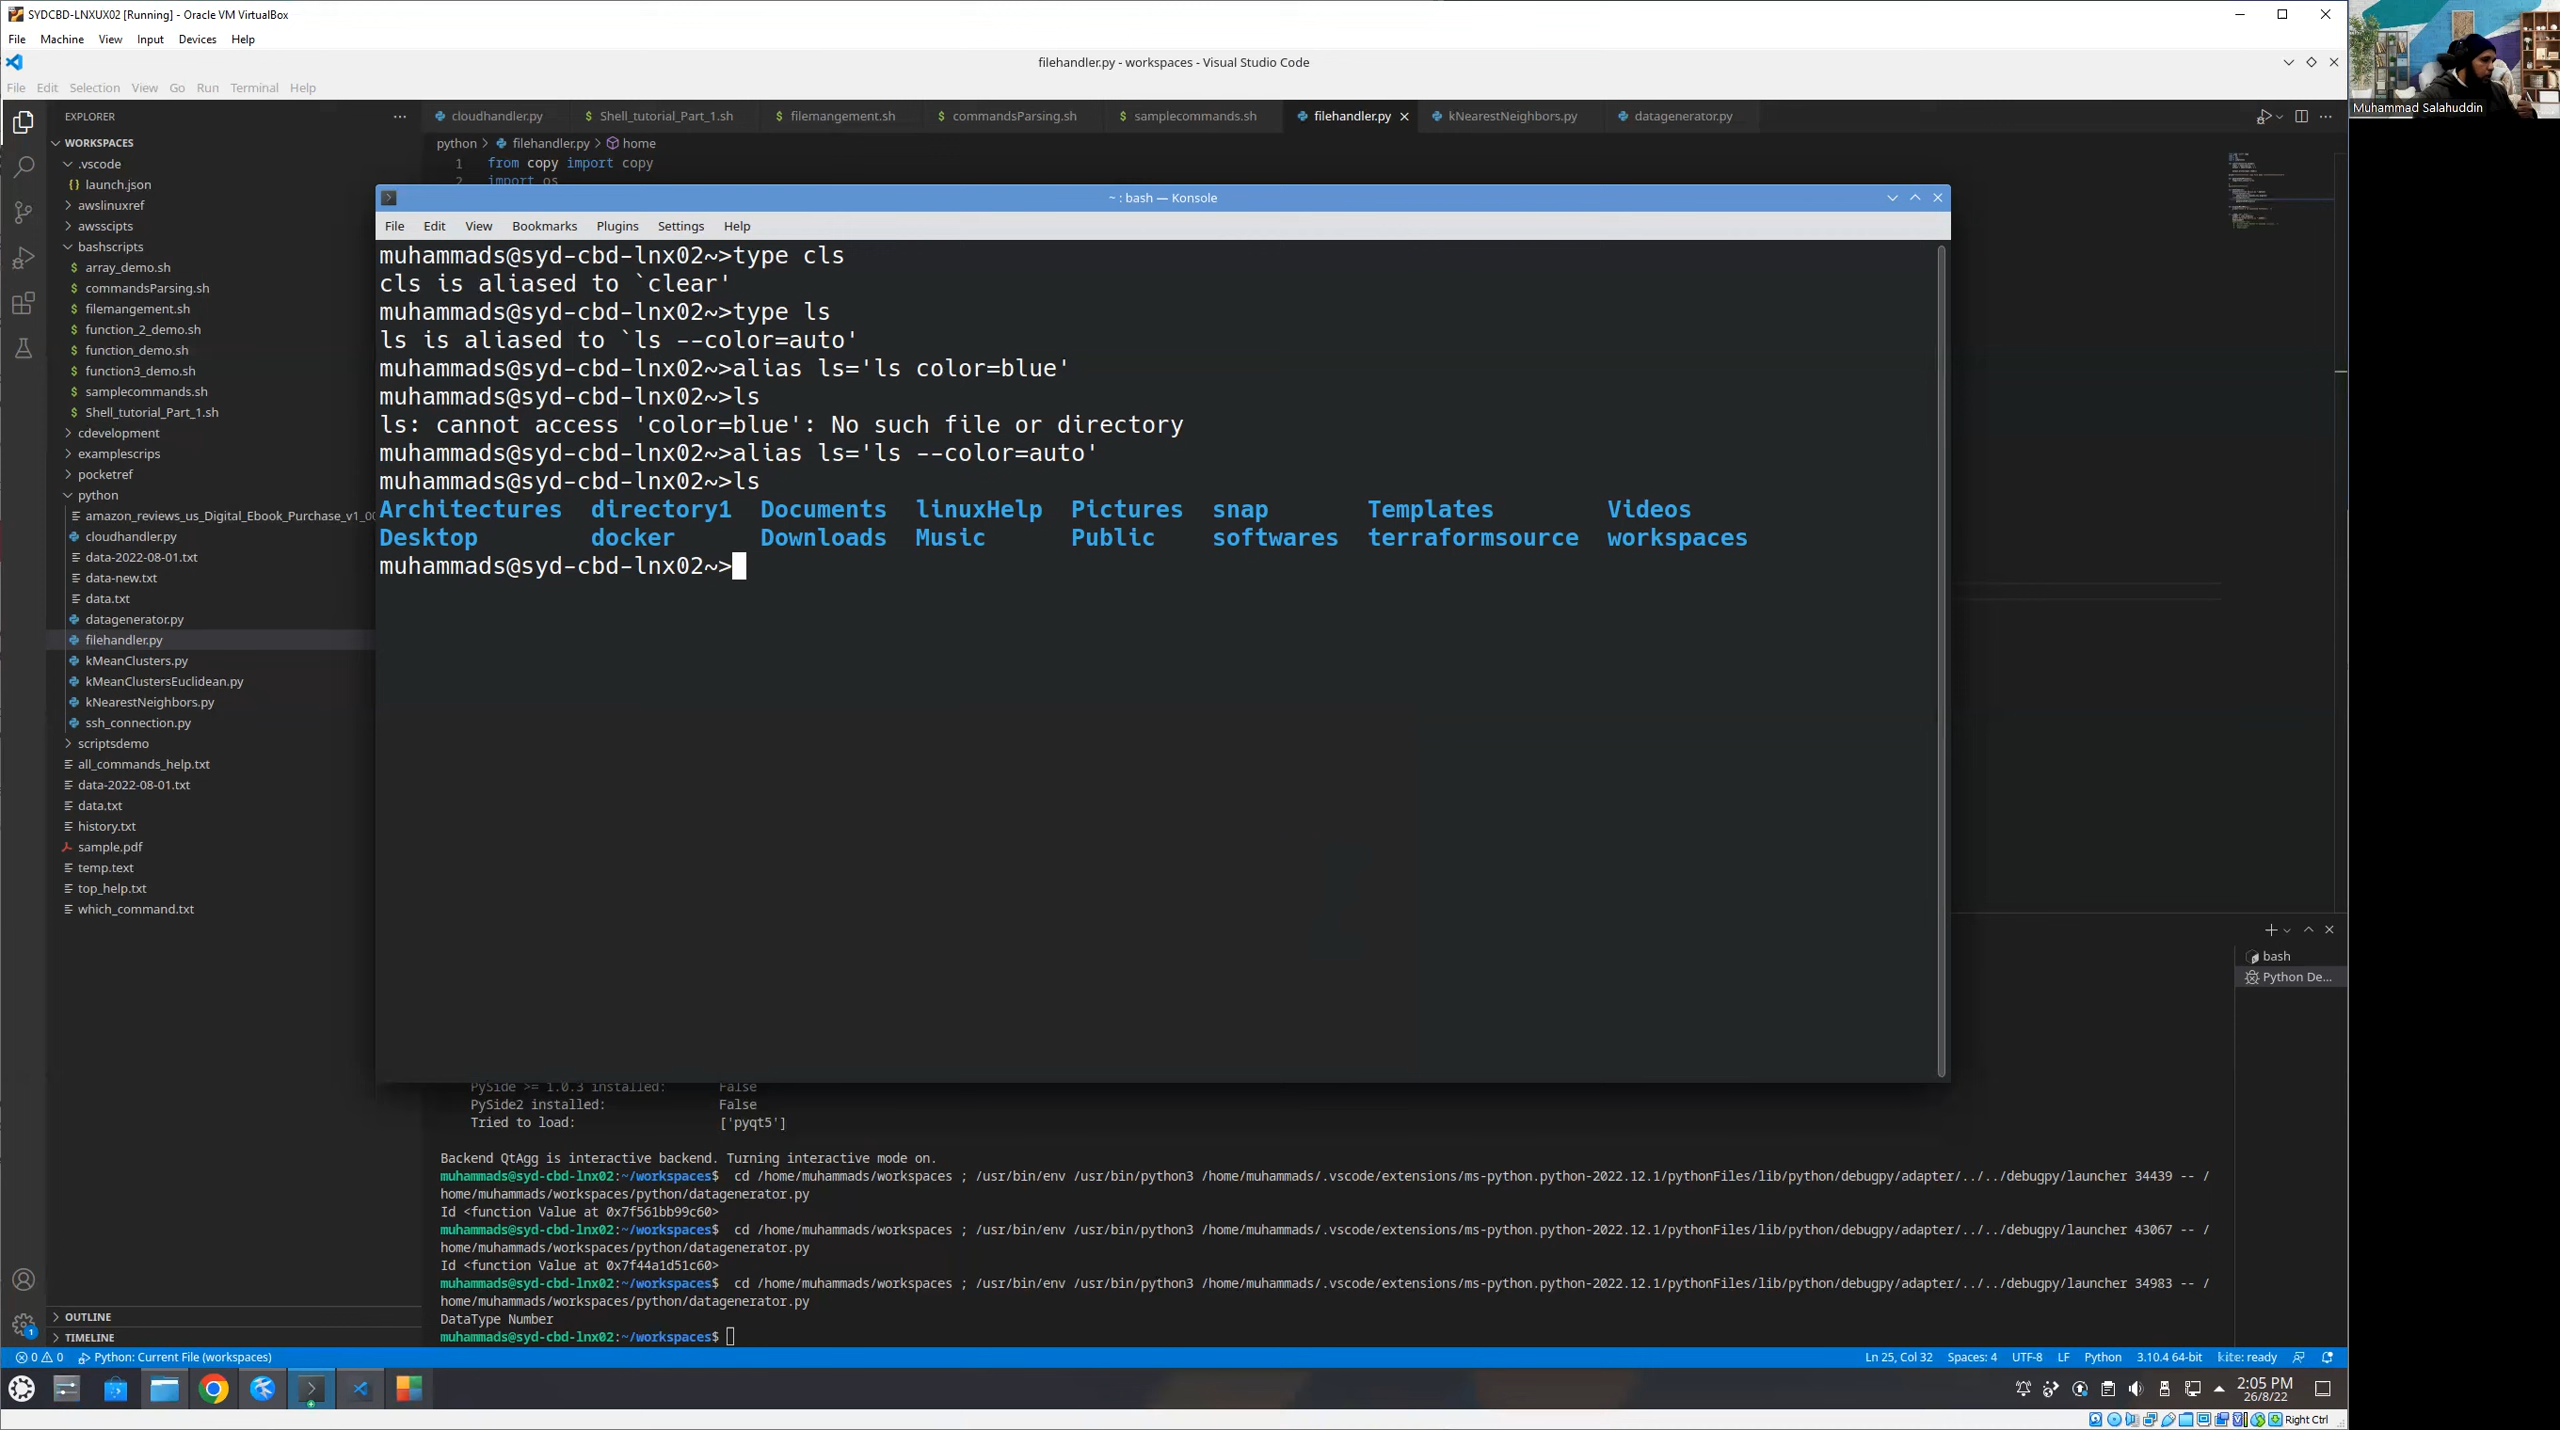 SYDCBD-LNXUX02 [Running] - Oracle VM VirtualBox
File Machine View Input Devices Help
filehandler.py - workspaces - Visual Studio Code
File Edit Selection View Go Run Terminal Help
Muhammad Salahuddin
EXPLORER
cloudhandler.py Shell_tutorial_Part_1.sh filemangement.sh commandsParsing.sh samplecommands.sh filehandler.py kNearestNeighbors.py datagenerator.py
python > filehandler.py > home
1 from copy import copy
2 import os
WORKSPACES
.vscode
launch.json
awslinuxref
awsscipts
bashscripts
array_demo.sh
commandsParsing.sh
filemangement.sh
function_2_demo.sh
function_demo.sh
function3_demo.sh
samplecommands.sh
Shell_tutorial_Part_1.sh
cdevelopment
examplescrips
pocketref
python
amazon_reviews_us_Digital_Ebook_Purchase_v1_00
cloudhandler.py
data-2022-08-01.txt
data-new.txt
data.txt
datagenerator.py
filehandler.py
kMeanClusters.py
kMeanClustersEuclidean.py
kNearestNeighbors.py
ssh_connection.py
scriptsdemo
all_commands_help.txt
data-2022-08-01.txt
data.txt
history.txt
sample.pdf
temp.text
top_help.txt
which_command.txt
OUTLINE
TIMELINE
~ : bash — Konsole
File Edit View Bookmarks Plugins Settings Help
muhammads@syd-cbd-lnx02~>type cls
cls is aliased to `clear'
muhammads@syd-cbd-lnx02~>type ls
ls is aliased to `ls --color=auto'
muhammads@syd-cbd-lnx02~>alias ls='ls color=blue'
muhammads@syd-cbd-lnx02~>ls
ls: cannot access 'color=blue': No such file or directory
muhammads@syd-cbd-lnx02~>alias ls='ls --color=auto'
muhammads@syd-cbd-lnx02~>ls
Architectures directory1 Documents linuxHelp Pictures snap Templates Videos
Desktop docker Downloads Music Public softwares terraformsource workspaces
muhammads@syd-cbd-lnx02~>
bash
Python De...
PySide >= 1.0.3 installed: False
PySide2 installed: False
Tried to load: ['pyqt5']
Backend QtAgg is interactive backend. Turning interactive mode on.
muhammads@syd-cbd-lnx02:~/workspaces$ cd /home/muhammads/workspaces ; /usr/bin/env /usr/bin/python3 /home/muhammads/.vscode/extensions/ms-python.python-2022.12.1/pythonFiles/lib/python/debugpy/adapter/../../debugpy/launcher 34439 -- /
home/muhammads/workspaces/python/datagenerator.py
Id <function Value at 0x7f561bb99c60>
muhammads@syd-cbd-lnx02:~/workspaces$ cd /home/muhammads/workspaces ; /usr/bin/env /usr/bin/python3 /home/muhammads/.vscode/extensions/ms-python.python-2022.12.1/pythonFiles/lib/python/debugpy/adapter/../../debugpy/launcher 43067 -- /
home/muhammads/workspaces/python/datagenerator.py
Id <function Value at 0x7f44a1d51c60>
muhammads@syd-cbd-lnx02:~/workspaces$ cd /home/muhammads/workspaces ; /usr/bin/env /usr/bin/python3 /home/muhammads/.vscode/extensions/ms-python.python-2022.12.1/pythonFiles/lib/python/debugpy/adapter/../../debugpy/launcher 34983 -- /
home/muhammads/workspaces/python/datagenerator.py
DataType Number
muhammads@syd-cbd-lnx02:~/workspaces$
0 0 Python: Current File (workspaces) Ln 25, Col 32 Spaces: 4 UTF-8 LF Python 3.10.4 64-bit kite: ready
2:05 PM
26/8/22
Right Ctrl